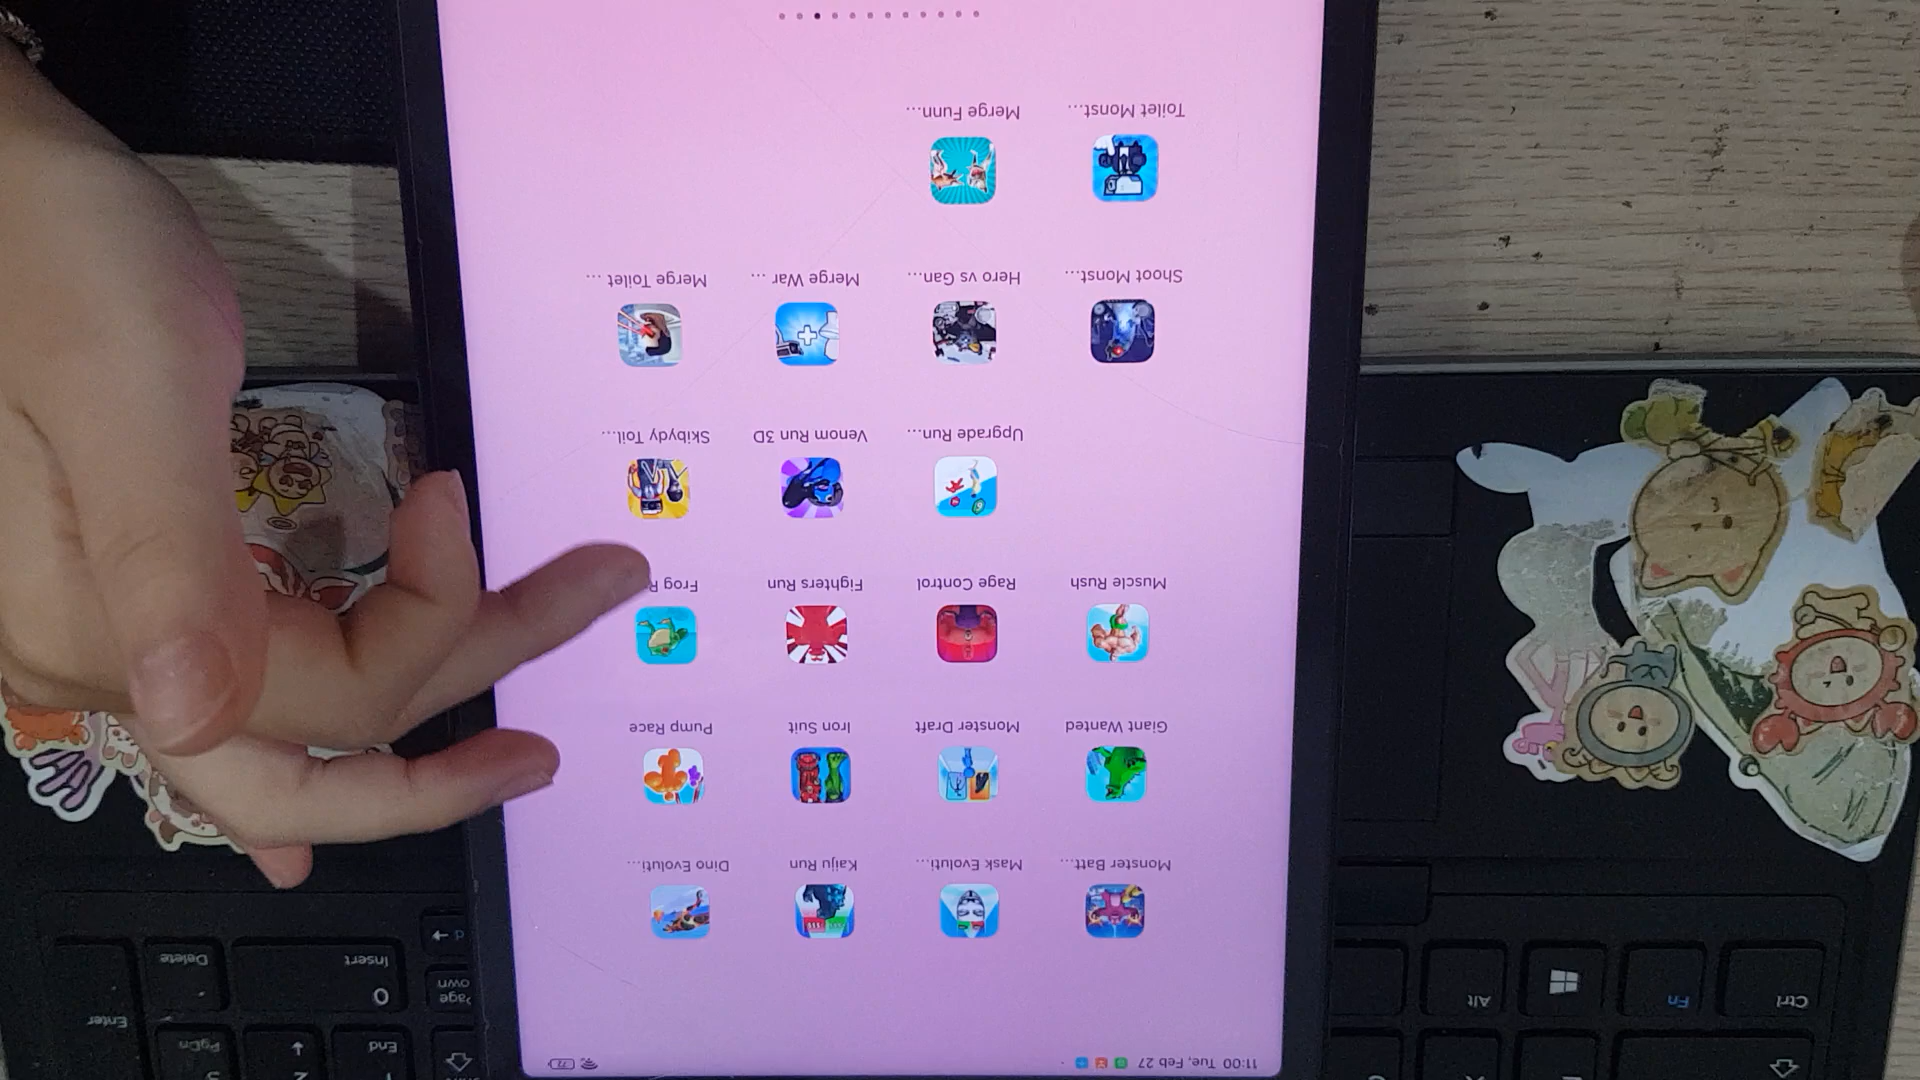 11:00 Tue, Feb 27
72
Monster Batt... Mask Evoluti... Kaiju Run Dino Evoluti...
Giant Wanted Monster Draft Iron Suit Pump Race
Muscle Rush Rage Control Fighters Run Frog
Upgrade Run... Venom Run 3D Skibydy Toil...
Shoot Monst... Hero vs Gan... Merge War ... Merge Toilet ...
Toilet Monst... Merge Funn...
Ctrl
Fn
Alt
End
PgDn
Enter
0
Insert
Delete